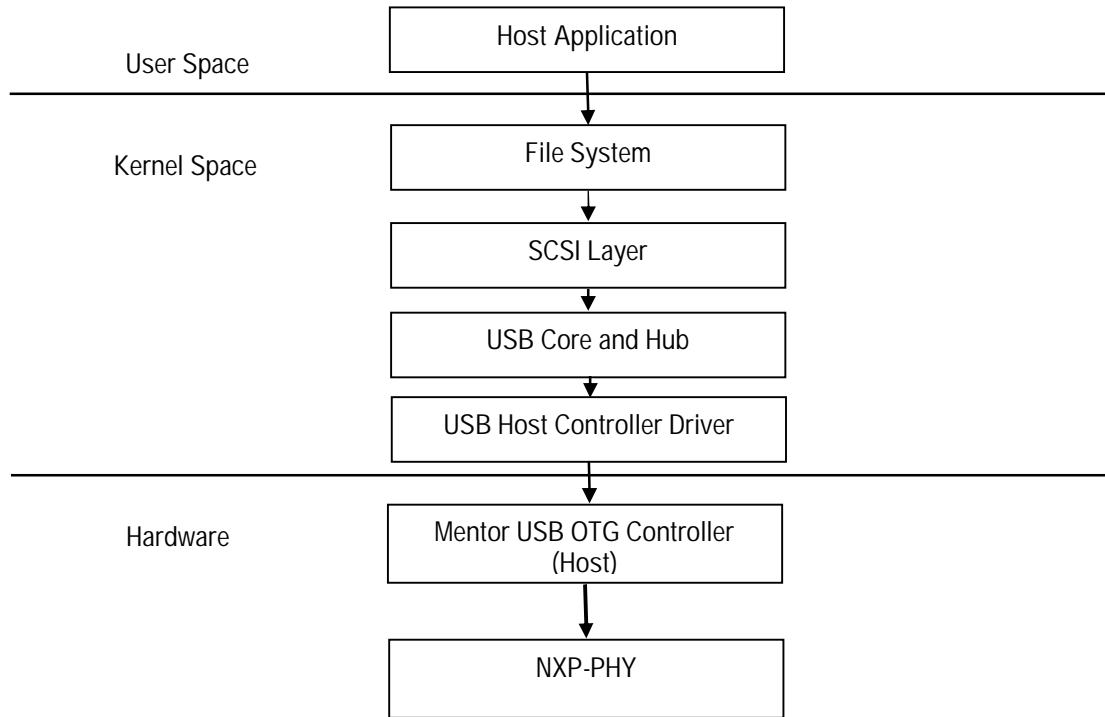 Host Application
User Space
File System
Kernel Space
SCSI Layer
USB Core and Hub
USB Host Controller Driver
Hardware
Mentor USB OTG Controller
(Host)
NXP-PHY